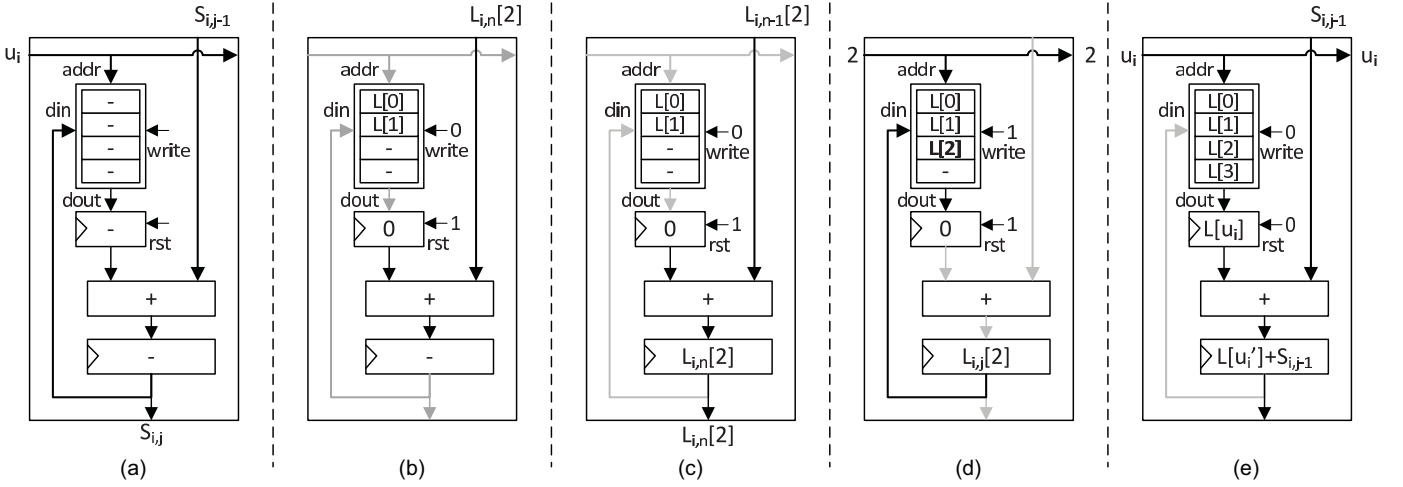 S_{i,j-1}
u_i
addr
din
-
-
-
-
write
dout
-
rst
+
-
S_{i,j}
(a)
L_{i,n}[2]
addr
din
L[0]
L[1]
-
-
0
write
dout
0
1
rst
+
-
(b)
L_{i,n-1}[2]
addr
din
L[0]
L[1]
-
-
0
write
dout
0
1
rst
+
L_{i,n}[2]
L_{i,n}[2]
(c)
2
2
addr
din
L[0]
L[1]
L[2]
-
1
write
dout
0
1
rst
+
L_{i,j}[2]
(d)
S_{i,j-1}
u_i
u_i
addr
din
L[0]
L[1]
L[2]
L[3]
0
write
dout
L[u_i]
0
rst
+
L[u_i']+S_{i,j-1}
(e)